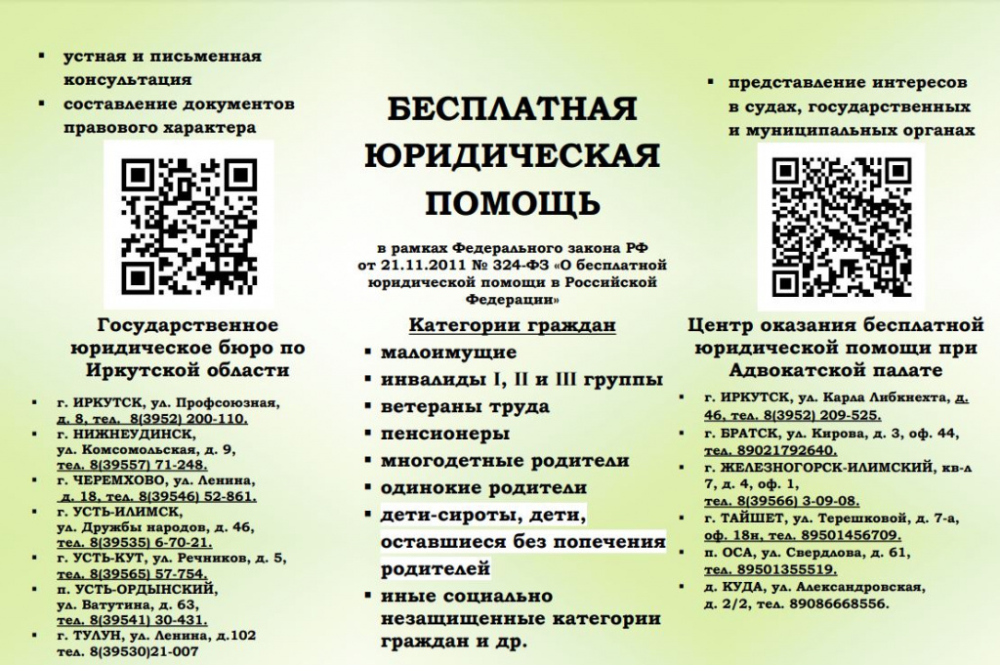 ▪ устная и письменная
консультация
▪ составление документов
правового характера
Государственное
юридическое бюро по
Иркутской области
▪ г. ИРКУТСК, ул. Профсоюзная,
д. 8, тел. 8(3952) 200-110.
▪ г. НИЖНЕУДИНСК,
ул. Комсомольская, д. 9,
тел. 8(39557) 71-248.
▪ г. ЧЕРЕМХОВО, ул. Ленина,
д. 18, тел. 8(39546) 52-861.
▪ г. УСТЬ-ИЛИМСК,
ул. Дружбы народов, д. 46,
тел. 8(39535) 6-70-21.
▪ г. УСТЬ-КУТ, ул. Речников, д. 5,
тел. 8(39565) 57-754.
▪ п. УСТЬ-ОРДЫНСКИЙ,
ул. Ватутина, д. 63,
тел. 8(39541) 30-431.
▪ г. ТУЛУН, ул. Ленина, д.102
тел. 8(39530)21-007
БЕСПЛАТНАЯ
ЮРИДИЧЕСКАЯ
ПОМОЩЬ
в рамках Федерального закона РФ
от 21.11.2011 № 324-ФЗ «О бесплатной
юридической помощи в Российской
Федерации»
Категории граждан
▪ малоимущие
▪ инвалиды I, II и III группы
▪ ветераны труда
▪ пенсионеры
▪ многодетные родители
▪ одинокие родители
▪ дети-сироты, дети,
оставшиеся без попечения
родителей
▪ иные социально
незащищенные категории
граждан и др.
▪ представление интересов
в судах, государственных
и муниципальных органах
Центр оказания бесплатной
юридической помощи при
Адвокатской палате
▪ г. ИРКУТСК, ул. Карла Либкнехта, д.
46, тел. 8(3952) 209-525.
▪ г. БРАТСК, ул. Кирова, д. 3, оф. 44,
тел. 89021792640.
▪ г. ЖЕЛЕЗНОГОРСК-ИЛИМСКИЙ, кв-л
7, д. 4, оф. 1,
тел. 8(39566) 3-09-08.
▪ г. ТАЙШЕТ, ул. Терешковой, д. 7-а,
оф. 18н, тел. 89501456709.
▪ п. ОСА, ул. Свердлова, д. 61,
тел. 89501355519.
▪ д. КУДА, ул. Александровская,
д. 2/2, тел. 89086668556.